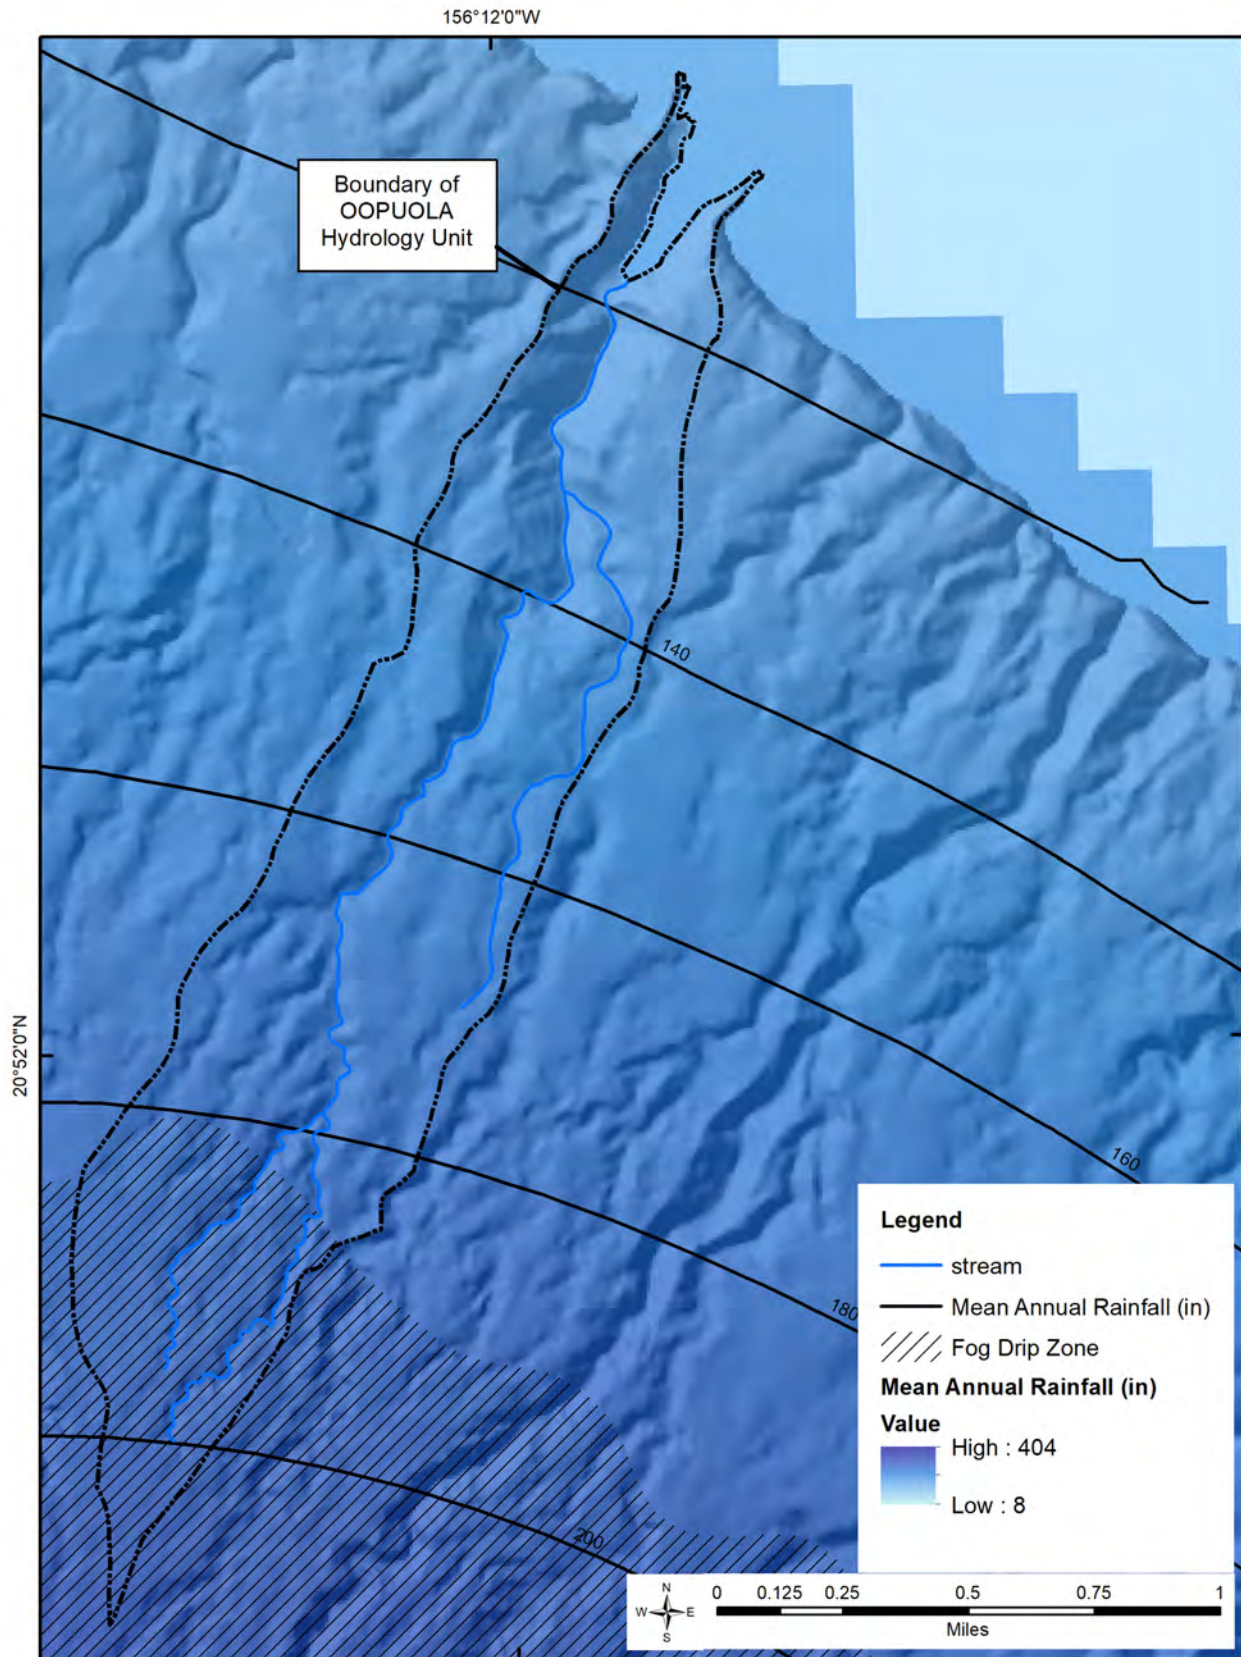 156°12'0"W
Boundary of
OOPUOLA
Hydrology Unit
140
20°52'0"N
160
180
200
Legend
stream
Mean Annual Rainfall (in)
Fog Drip Zone
Mean Annual Rainfall (in)
Value
High : 404
Low : 8
N
W E
S
0 0.125 0.25 0.5 0.75 1
Miles